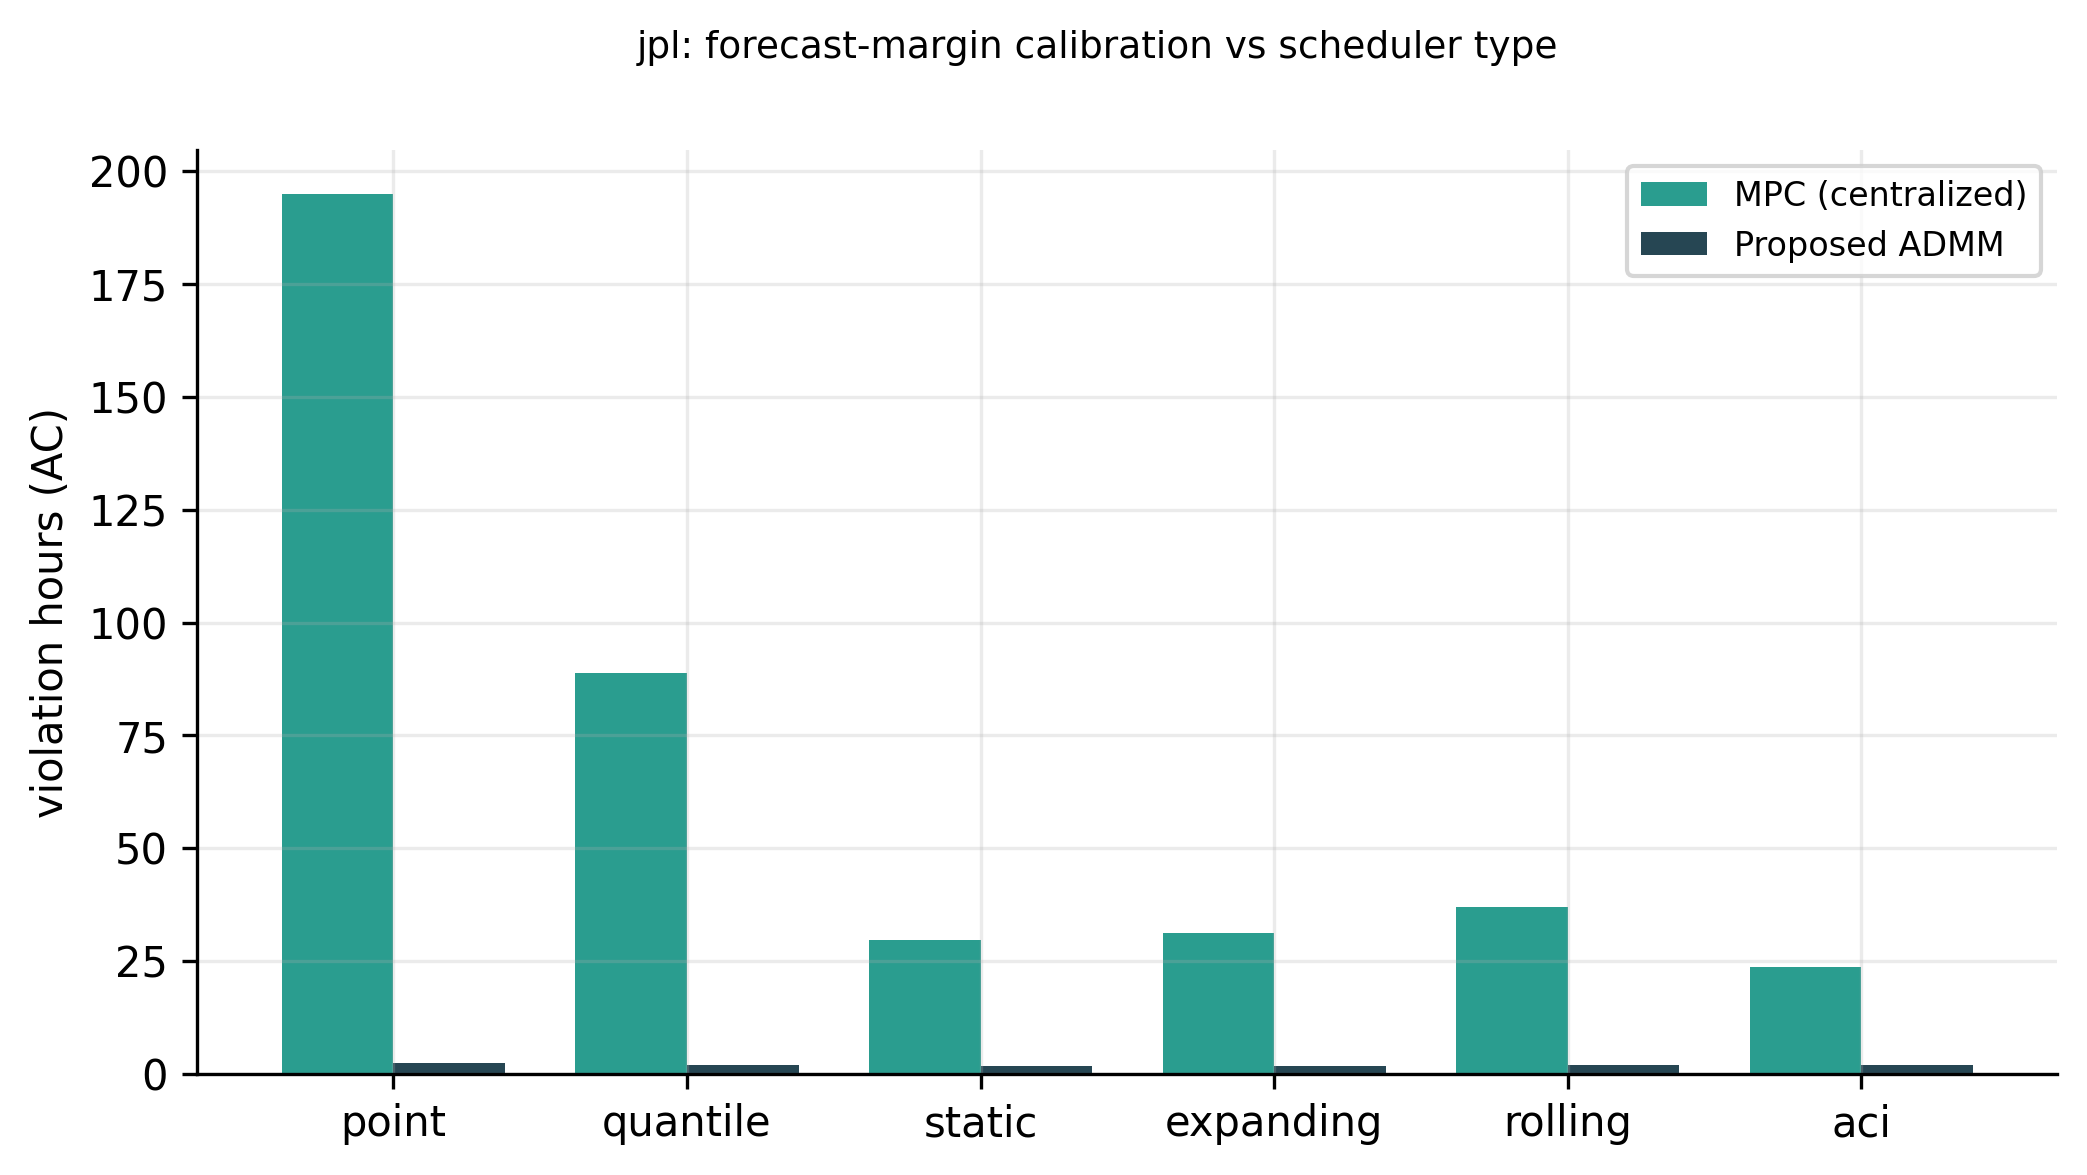 jpl: forecast-margin calibration vs scheduler type
MPC (centralized)
Proposed ADMM
violation hours (AC)
200
175
150
125
100
75
50
25
0
point quantile static expanding rolling aci